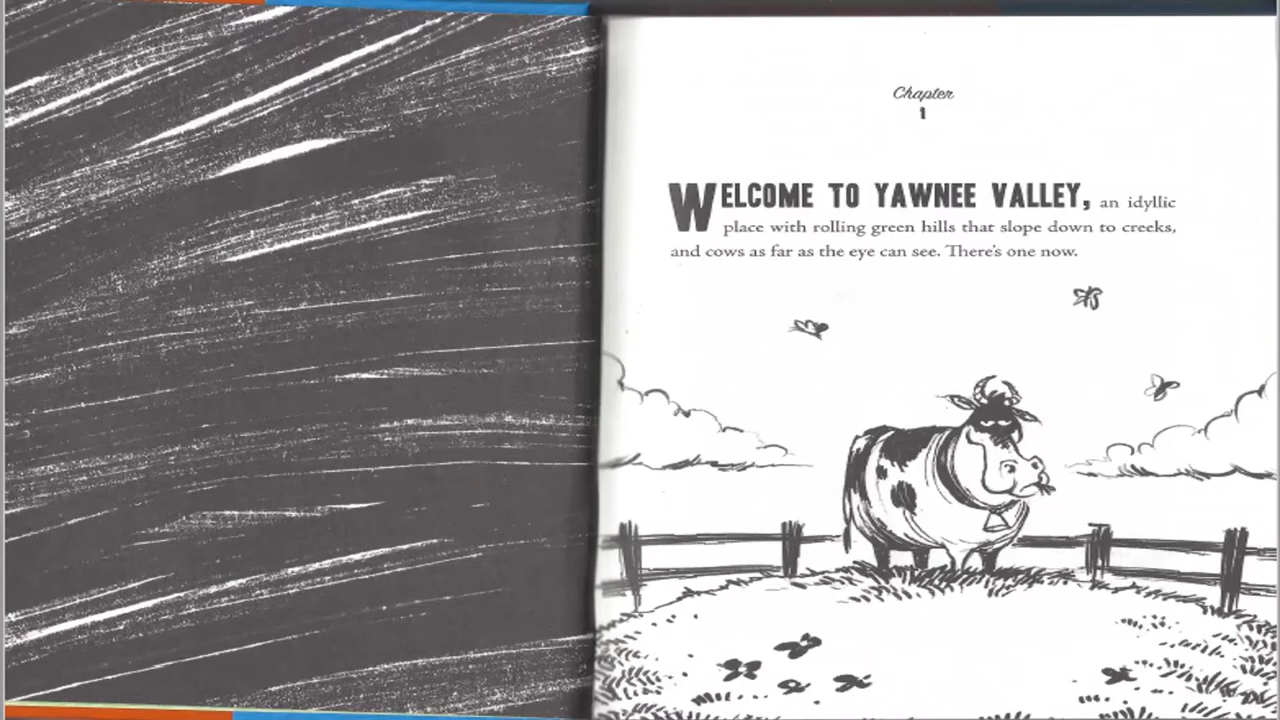 Chapter
1
WELCOME TO YAWNEE VALLEY, an idyllic
place with rolling green hills that slope down to creeks,
and cows as far as the eye can see. There's one now.